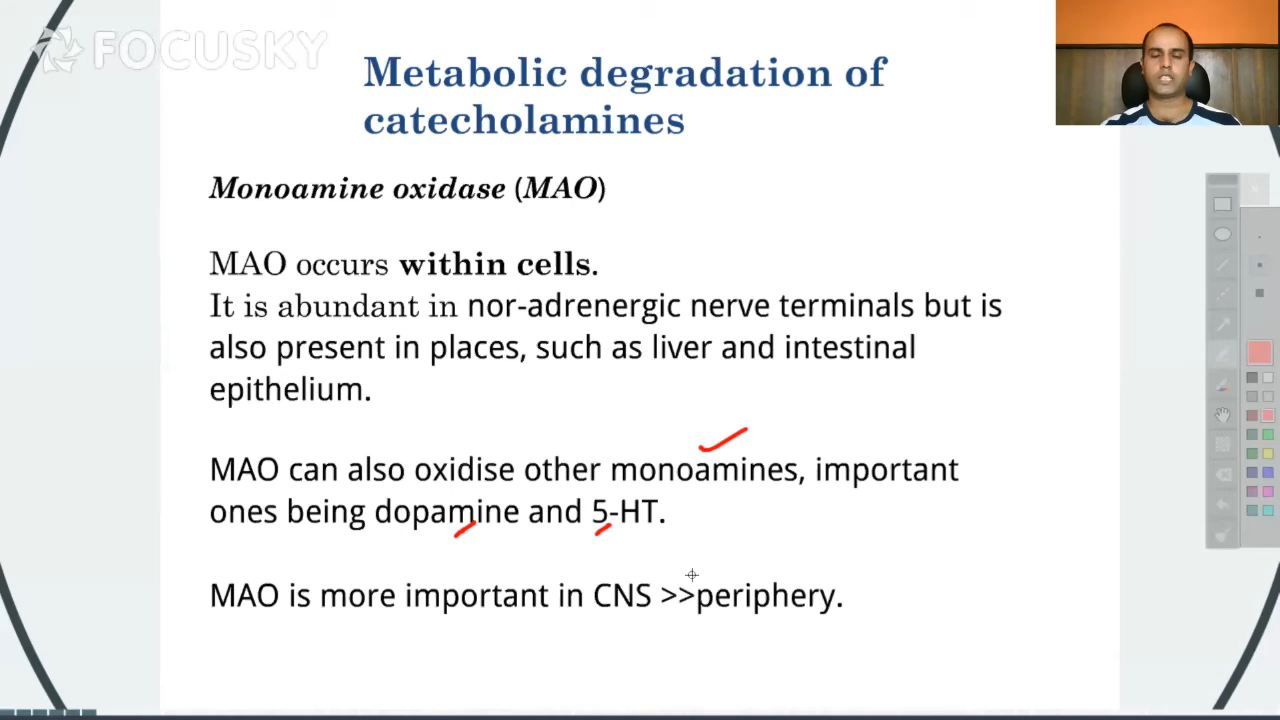 FOCUSKY
Metabolic degradation of
catecholamines
Monoamine oxidase (MAO)
MAO occurs within cells.
It is abundant in nor-adrenergic nerve terminals but is
also present in places, such as liver and intestinal
epithelium.
MAO can also oxidise other monoamines, important
ones being dopamine and 5-HT.
MAO is more important in CNS >>periphery.